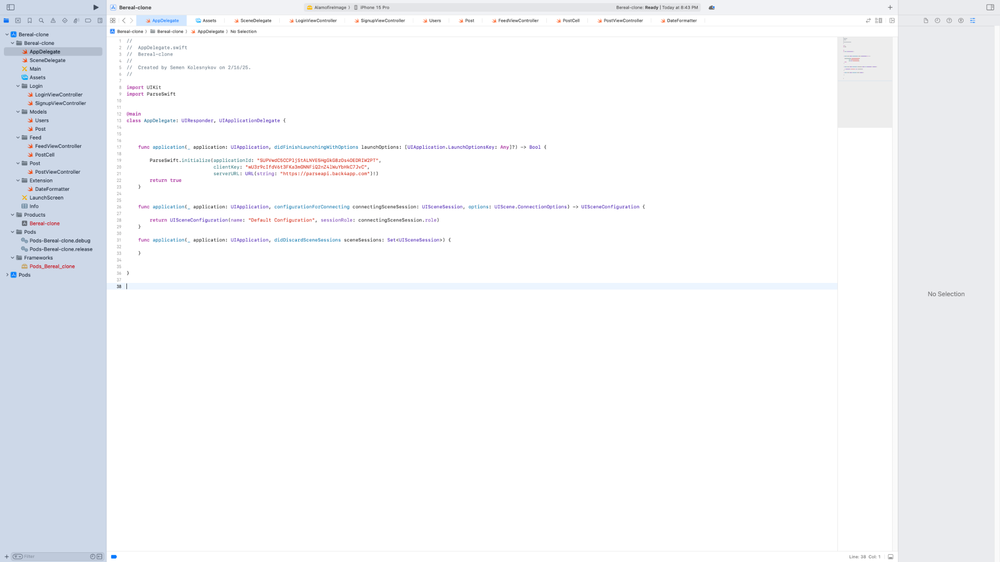 Bereal-clone
AlamofireImage 〉 iPhone 15 Pro
Bereal-clone: Ready | Today at 8:43 PM
AppDelegate
Assets
SceneDelegate
LoginViewController
SignupViewController
Users
Post
FeedViewController
PostCell
PostViewController
DateFormatter
Bereal-clone 〉 Bereal-clone 〉 AppDelegate 〉 No Selection
Bereal-clone
Bereal-clone
AppDelegate
SceneDelegate
Main
Assets
Login
LoginViewController
SignupViewController
Models
Users
Post
Feed
FeedViewController
PostCell
Post
PostViewController
Extension
DateFormatter
LaunchScreen
Info
Products
Bereal-clone
Pods
Pods-Bereal-clone.debug
Pods-Bereal-clone.release
Frameworks
Pods_Bereal_clone
Pods
Filter
1 //
2 //  AppDelegate.swift
3 //  Bereal-clone
4 //
5 //  Created by Semen Kolesnykov on 2/16/25.
6 //
7
8 import UIKit
9 import ParseSwift
10
11
12 @main
13 class AppDelegate: UIResponder, UIApplicationDelegate {
14
15
16
17     func application(_ application: UIApplication, didFinishLaunchingWithOptions launchOptions: [UIApplication.LaunchOptionsKey: Any]?) -> Bool {
18
19         ParseSwift.initialize(applicationId: "SUPVwdC5CCPljStALNVE5HgGkG8zOs4OEDRIW2PT",
20                               clientKey: "wU3r9cIfdV6t3FKa3mGNNFiQ2nZ4lWuYbHkC7JvC",
21                               serverURL: URL(string: "https://parseapi.back4app.com")!)
22         return true
23     }
24
25
26     func application(_ application: UIApplication, configurationForConnecting connectingSceneSession: UISceneSession, options: UIScene.ConnectionOptions) -> UISceneConfiguration {
27
28         return UISceneConfiguration(name: "Default Configuration", sessionRole: connectingSceneSession.role)
29     }
30
31     func application(_ application: UIApplication, didDiscardSceneSessions sceneSessions: Set<UISceneSession>) {
32
33     }
34
35
36 }
37
38
No Selection
Line: 38 Col: 1